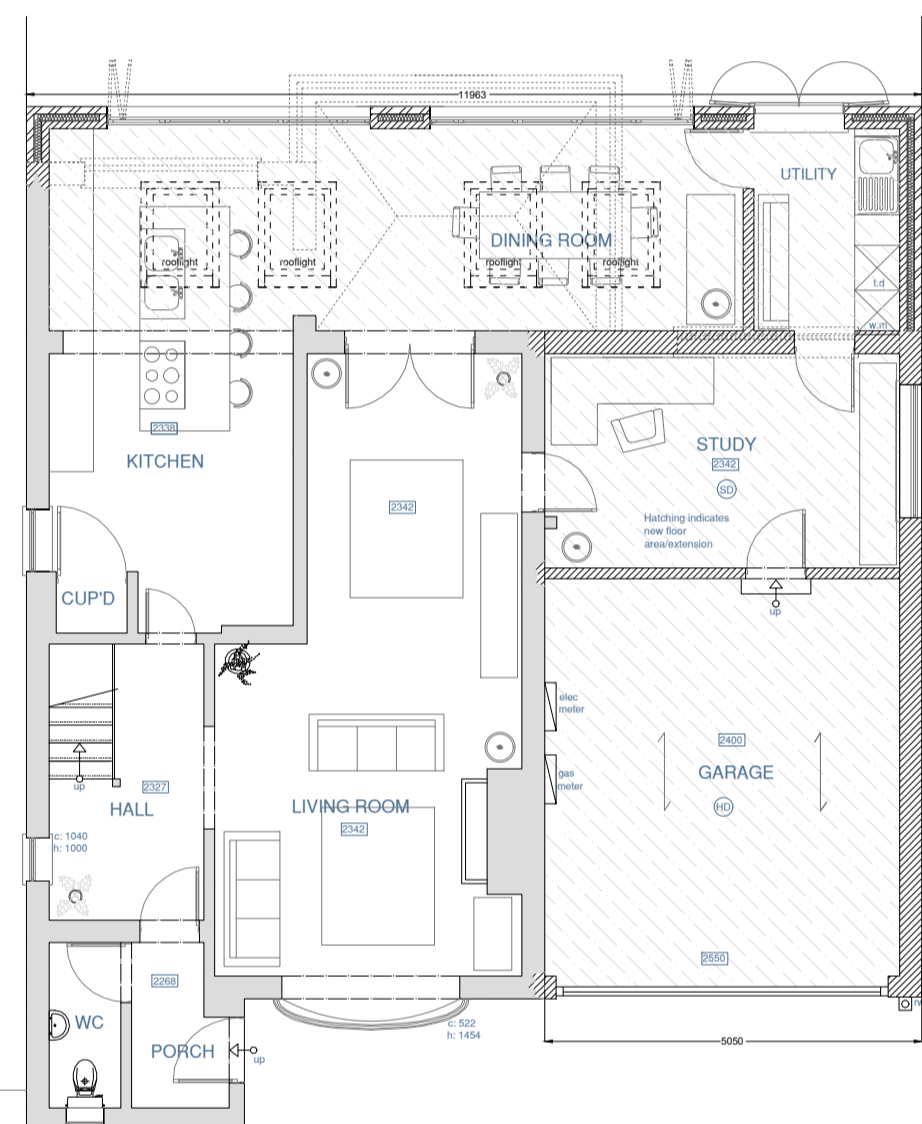 11963
UTILITY
DINING ROOM
rooflight
rooflight
rooflight
rooflight
t.d
w.m
2338
KITCHEN
STUDY
2342
SD
2342
Hatching indicates
new floor
area/extension
CUP'D
up
elec
meter
2400
GARAGE
HD
gas
meter
up
2327
HALL
LIVING ROOM
2342
c: 1040
h: 1000
2550
2268
WC
PORCH
up
c: 522
h: 1454
5050